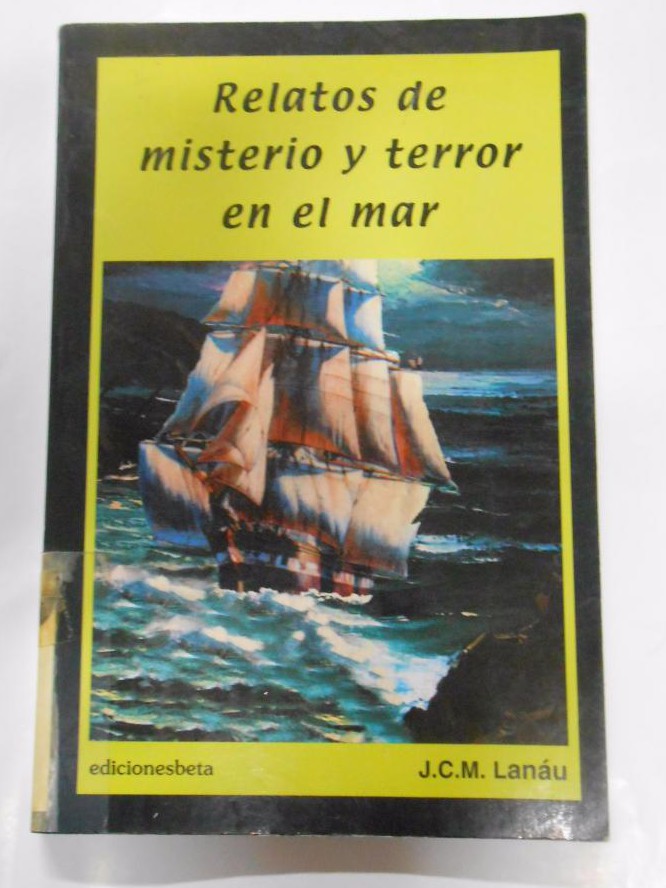 Relatos de
misterio y terror
en el mar
edicionesbeta
J.C.M. Lanáu